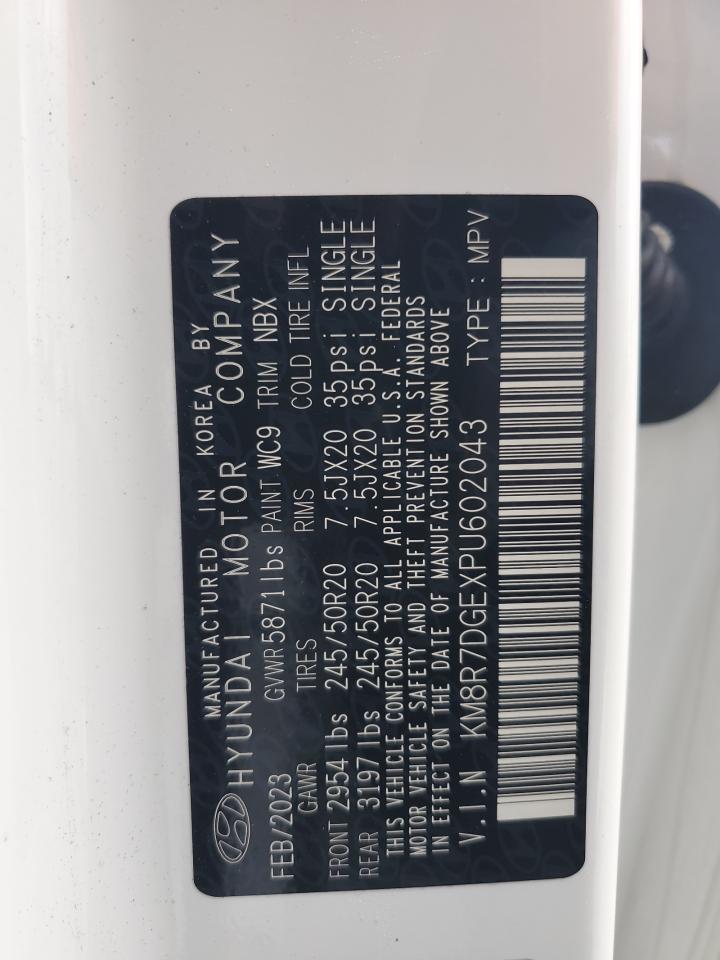 MANUFACTURED IN KOREA BY
HYUNDAI MOTOR COMPANY
FEB/2023 GVWR 5871lbs PAINT WC9 TRIM NBX
GAWR TIRES RIMS COLD TIRE INFL
FRONT 2954 lbs 245/50R20 7.5JX20 35psi SINGLE
REAR 3197 lbs 245/50R20 7.5JX20 35psi SINGLE
THIS VEHICLE CONFORMS TO ALL APPLICABLE U.S.A. FEDERAL
MOTOR VEHICLE SAFETY AND THEFT PREVENTION STANDARDS
IN EFFECT ON THE DATE OF MANUFACTURE SHOWN ABOVE
V.I.N KM8R7DGEXPU602043 TYPE : MPV